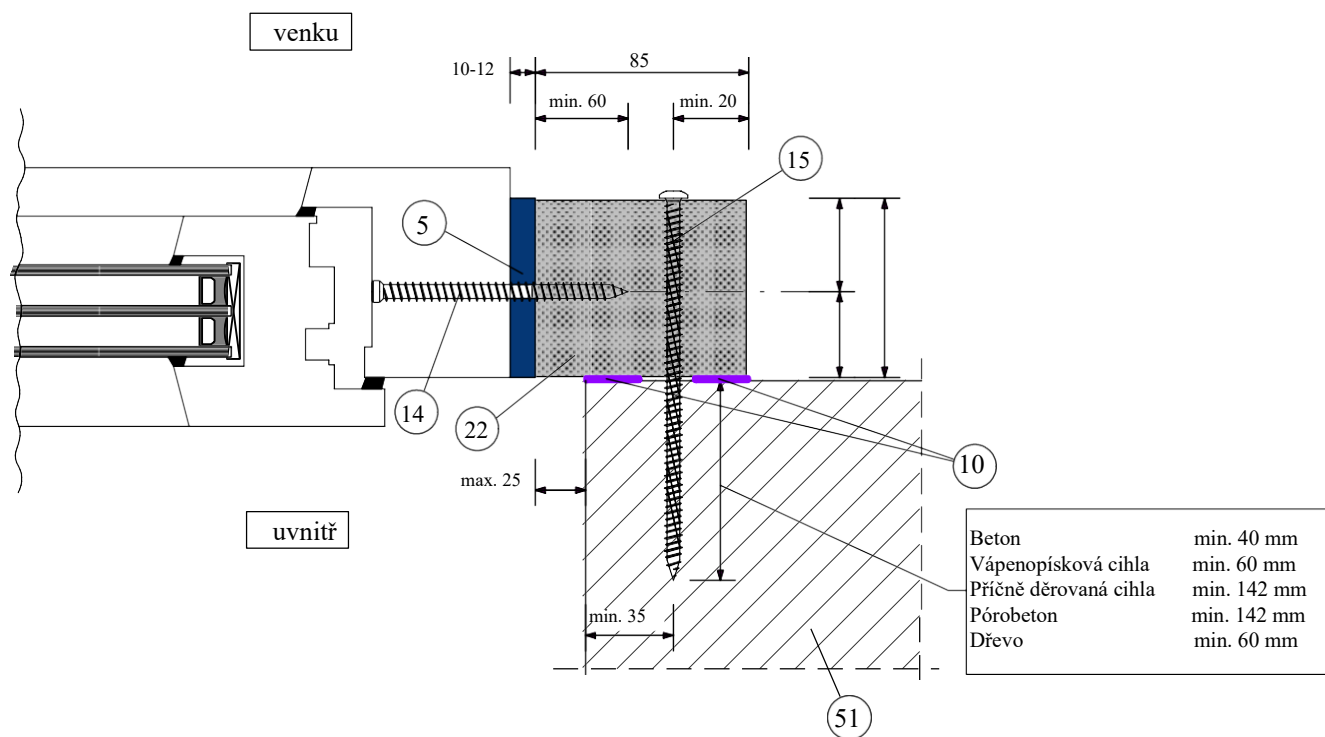 venku
10-12
85
min. 60
min. 20
15
5
14
22
10
max. 25
uvnitř
Beton min. 40 mm
Vápenopísková cihla min. 60 mm
Příčně děrovaná cihla min. 142 mm
Pórobeton min. 142 mm
Dřevo min. 60 mm
min. 35
51